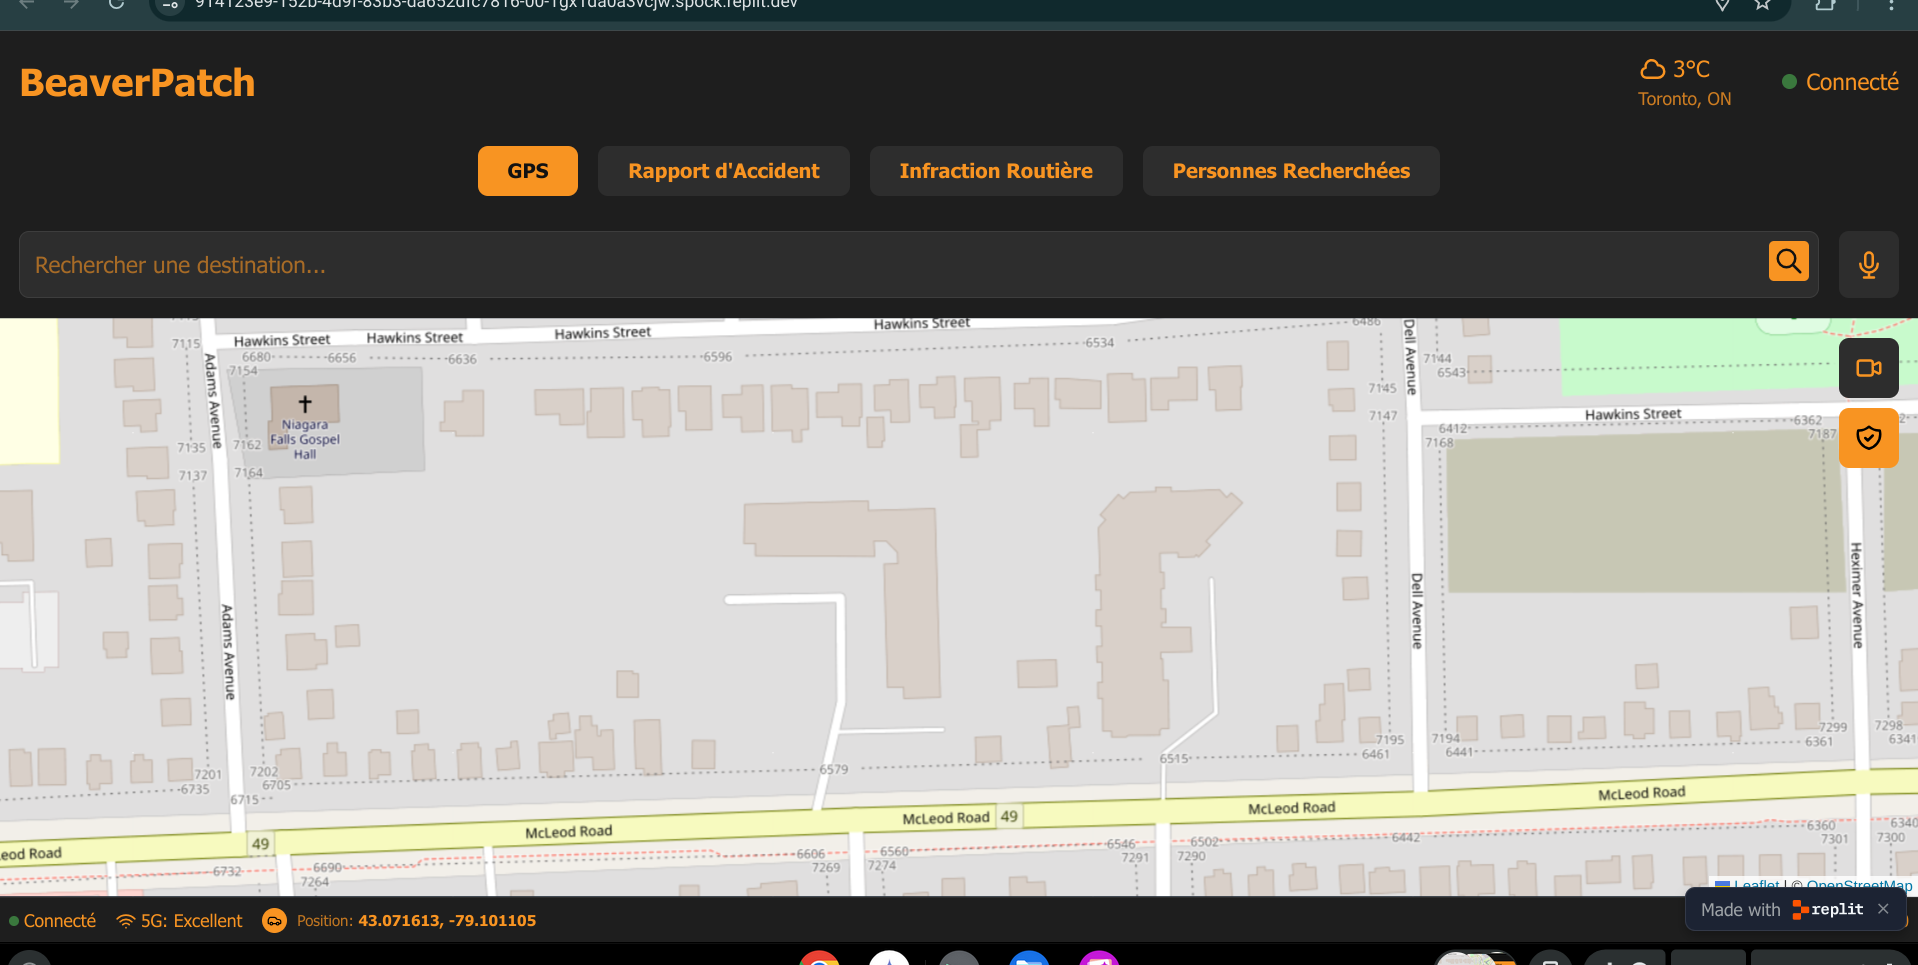 914123e9-152b-4d9f-83b3-da652dfc7816-00-1gx1da0a3vcjw.spock.replit.dev
BeaverPatch
3°C
Toronto, ON
Connecté
GPS
Rapport d'Accident
Infraction Routière
Personnes Recherchées
Rechercher une destination...
Hawkins Street
Hawkins Street
Hawkins Street
Hawkins Street
6486
7115
6680
6656
6636
6596
6534
7154
Dell Avenue
7144
6543
Adams Avenue
7145
7147
Hawkins Street
Niagara
Falls Gospel
Hall
7135
7162
6412
6362
7187
7168
7137
7164
Adams Avenue
Dell Avenue
Heximer Avenue
7201
7202
6735
6705
6715
6579
6515
7195
6461
7194
6441
7299
6361
7298
6341
McLeod Road
McLeod Road
49
McLeod Road
McLeod Road
49
eod Road
6732
6690
7264
6606
7269
6560
7274
6546
7291
6502
7290
6442
6360
7301
6340
7300
Leaflet | © OpenStreetMap
Made with replit
Connecté
5G: Excellent
Position: 43.071613, -79.101105